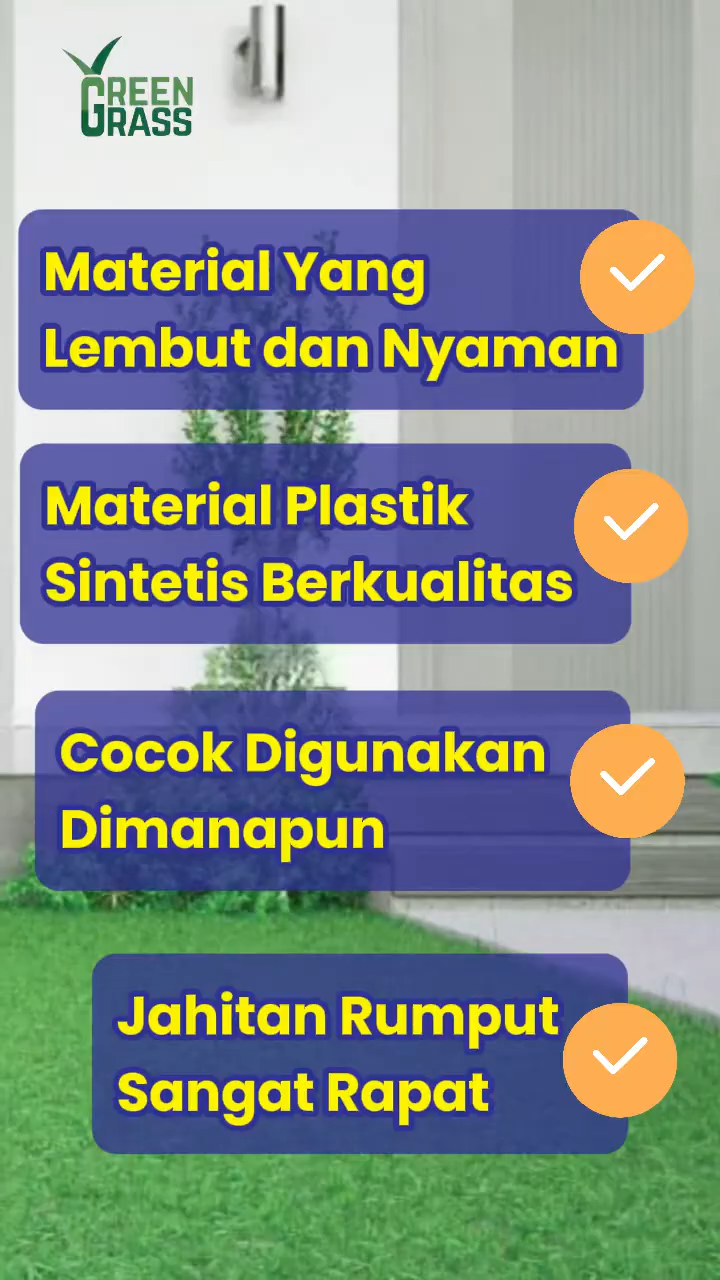 GREEN
GRASS
Material Yang
Lembut dan Nyaman
Material Plastik
Sintetis Berkualitas
Cocok Digunakan
Dimanapun
Jahitan Rumput
Sangat Rapat